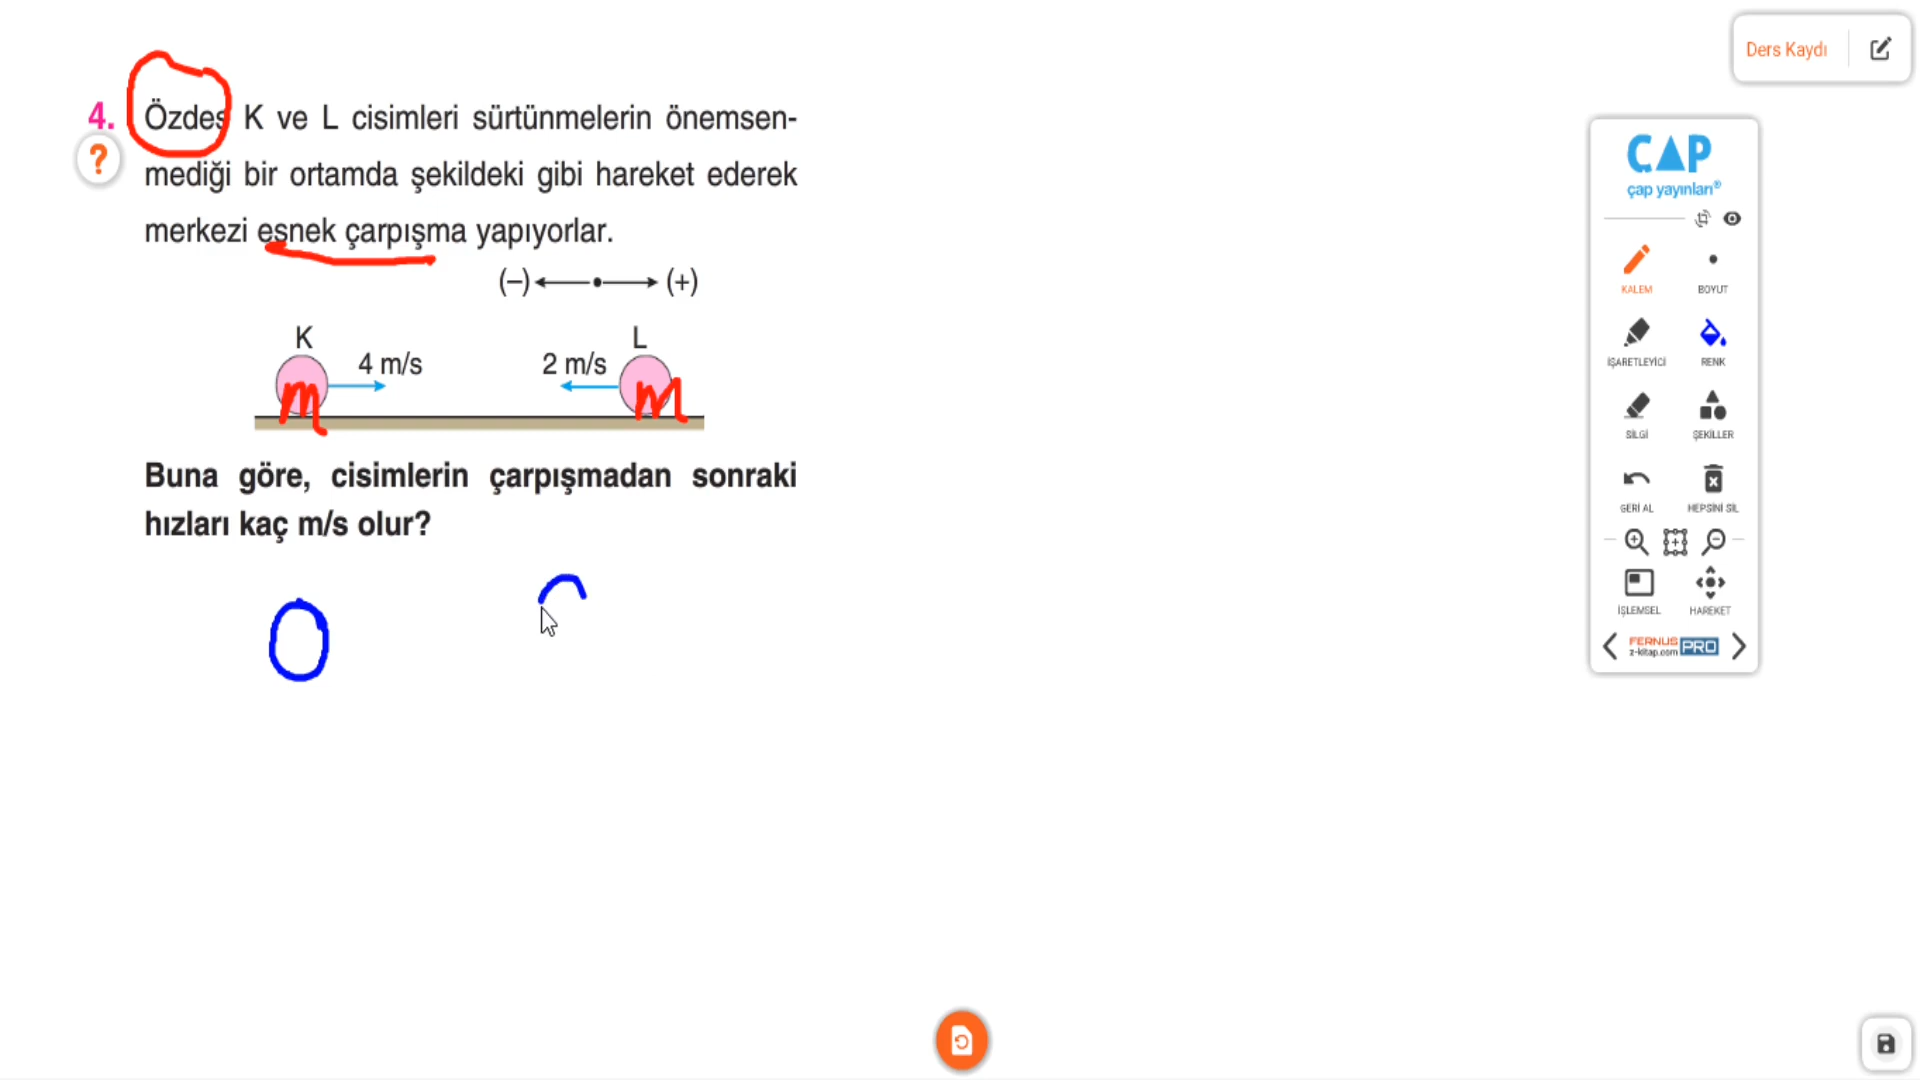 Ders Kaydı
4. Özdeş K ve L cisimleri sürtünmelerin önemsen-
?
mediği bir ortamda şekildeki gibi hareket ederek
merkezi esnek çarpışma yapıyorlar.
(–) (+)
K L
4 m/s 2 m/s
m m
Buna göre, cisimlerin çarpışmadan sonraki
hızları kaç m/s olur?
ÇAP
çap yayınları®
KALEM BOYUT
İŞARETLEYİCİ RENK
SİLGİ ŞEKİLLER
GERİ AL HEPSİNİ SİL
İŞLEMSEL HAREKET
FERNUS PRO
z-kitap.com